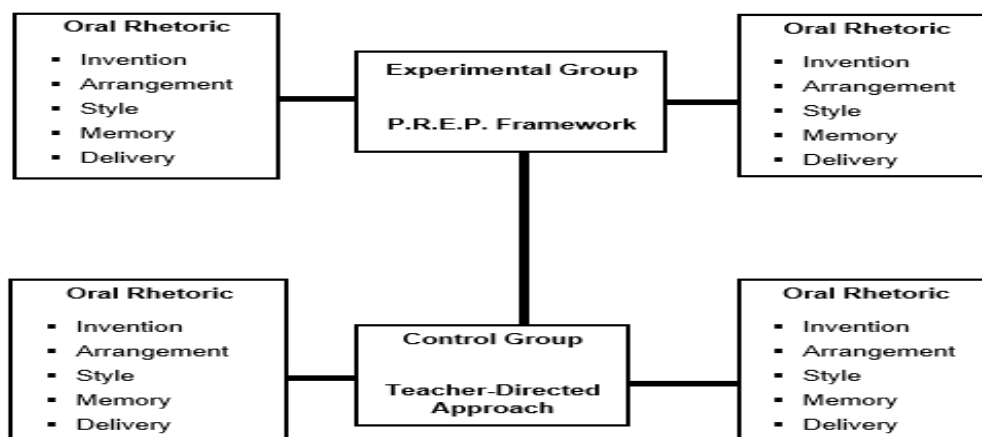 Oral Rhetoric
▪ Invention
▪ Arrangement
▪ Style
▪ Memory
▪ Delivery
Experimental Group
P.R.E.P. Framework
Oral Rhetoric
▪ Invention
▪ Arrangement
▪ Style
▪ Memory
▪ Delivery
Oral Rhetoric
▪ Invention
▪ Arrangement
▪ Style
▪ Memory
▪ Delivery
Control Group
Teacher-Directed
Approach
Oral Rhetoric
▪ Invention
▪ Arrangement
▪ Style
▪ Memory
▪ Delivery